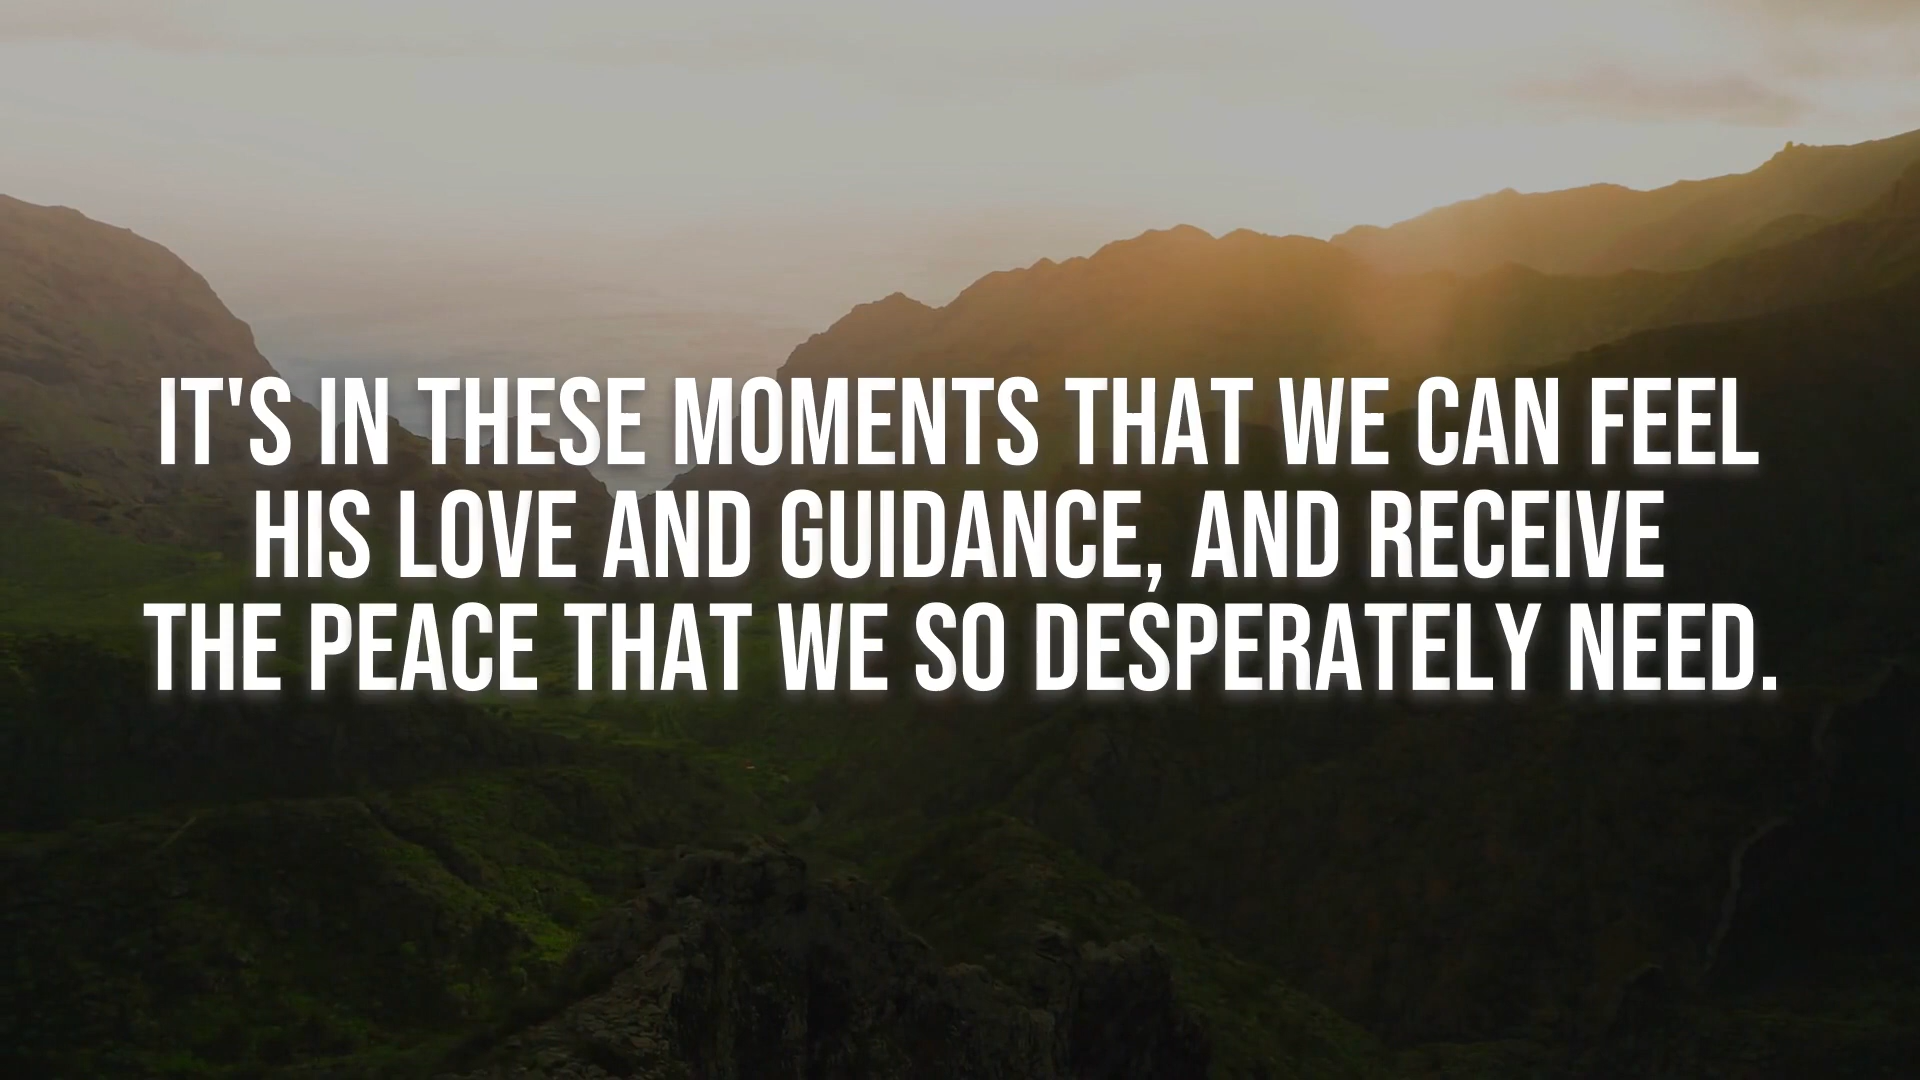 IT'S IN THESE MOMENTS THAT WE CAN FEEL
HIS LOVE AND GUIDANCE, AND RECEIVE
THE PEACE THAT WE SO DESPERATELY NEED.